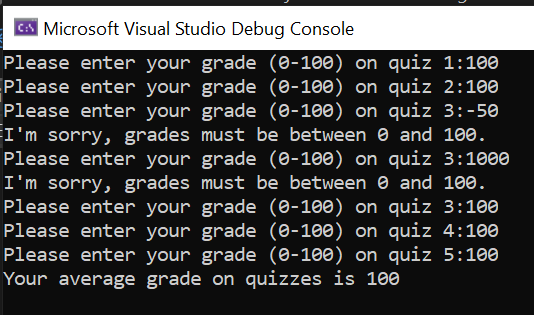 Microsoft Visual Studio Debug Console
Please enter your grade (0-100) on quiz 1:100
Please enter your grade (0-100) on quiz 2:100
Please enter your grade (0-100) on quiz 3:-50
I'm sorry, grades must be between 0 and 100.
Please enter your grade (0-100) on quiz 3:1000
I'm sorry, grades must be between 0 and 100.
Please enter your grade (0-100) on quiz 3:100
Please enter your grade (0-100) on quiz 4:100
Please enter your grade (0-100) on quiz 5:100
Your average grade on quizzes is 100